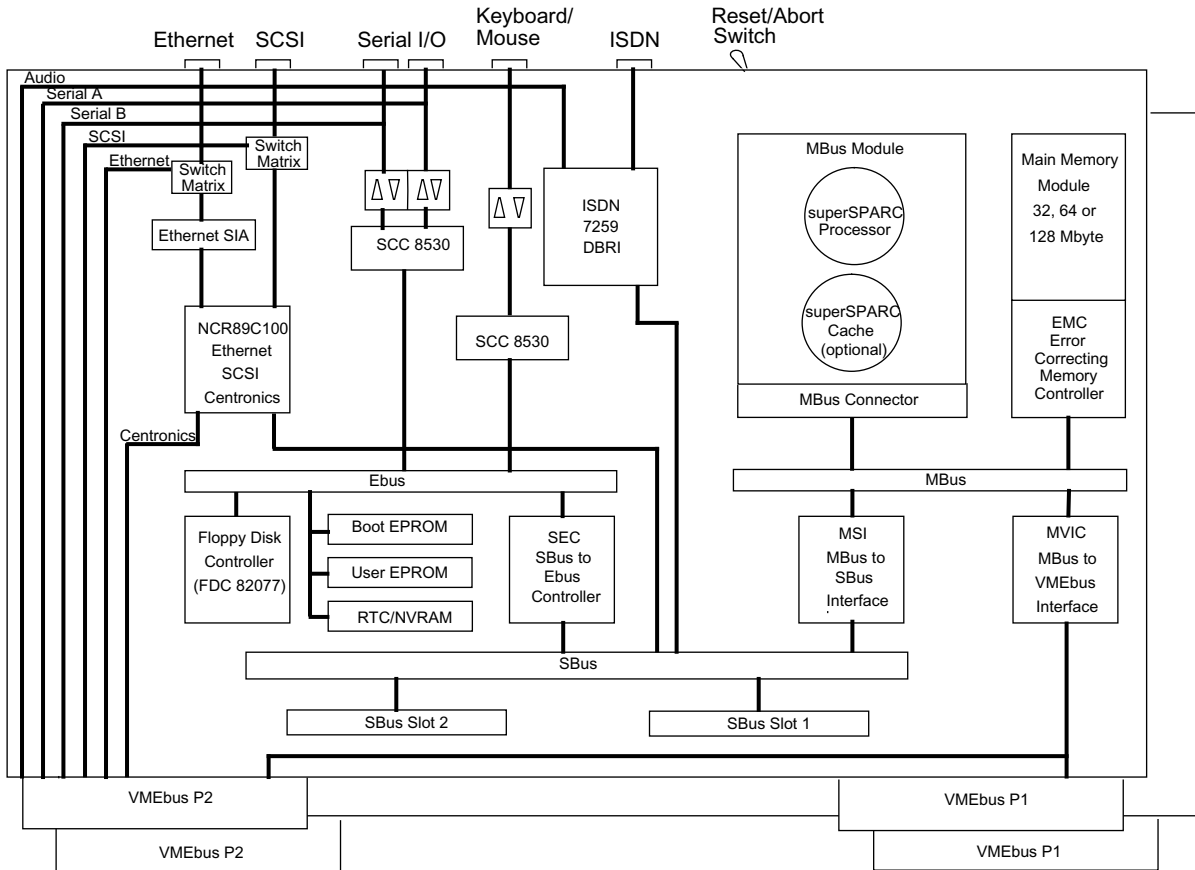 Ethernet
SCSI
Serial I/O
Keyboard/
Mouse
ISDN
Reset/Abort
Switch
Audio
Serial A
Serial B
SCSI
Ethernet
Switch
Matrix
Switch
Matrix
Ethernet SIA
SCC 8530
ISDN
7259
DBRI
MBus Module
superSPARC
Processor
superSPARC
Cache
(optional)
MBus Connector
Main Memory
Module
32, 64 or
128 Mbyte
EMC
Error
Correcting
Memory
Controller
NCR89C100
Ethernet
SCSI
Centronics
SCC 8530
Centronics
Ebus
MBus
Floppy Disk
Controller
(FDC 82077)
Boot EPROM
User EPROM
RTC/NVRAM
SEC
SBus to
Ebus
Controller
MSI
MBus to
SBus
Interface
MVIC
MBus to
VMEbus
Interface
SBus
SBus Slot 2
SBus Slot 1
VMEbus P2
VMEbus P1
VMEbus P2
VMEbus P1